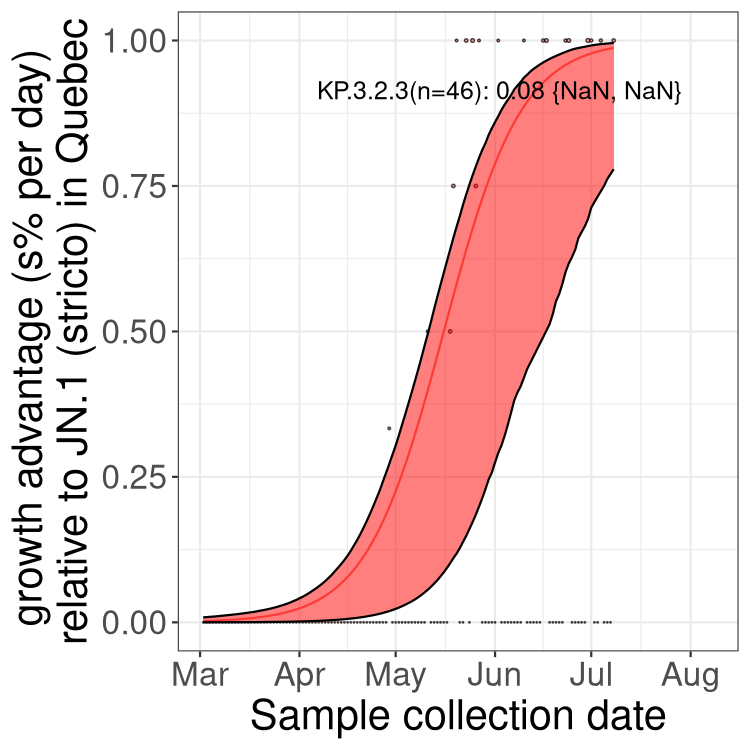 growth advantage (s% per day)
relative to JN.1 (stricto) in Quebec
1.00
0.75
0.50
0.25
0.00
KP.3.2.3(n=46): 0.08 {NaN, NaN}
Mar Apr May Jun Jul Aug
Sample collection date